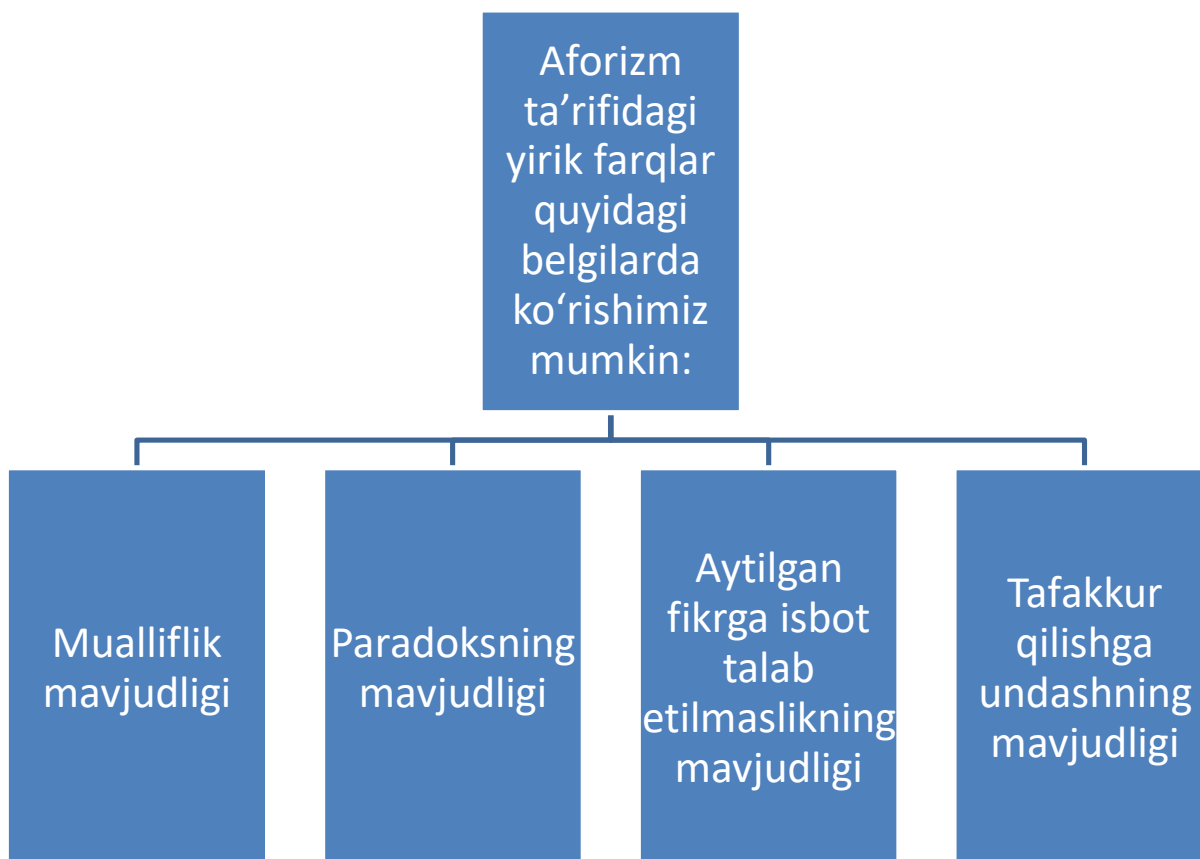 Aforizm
ta’rifidagi
yirik farqlar
quyidagi
belgilarda
ko‘rishimiz
mumkin:
Mualliflik
mavjudligi
Paradoksning
mavjudligi
Aytilgan
fikrga isbot
talab
etilmaslikning
mavjudligi
Tafakkur
qilishga
undashning
mavjudligi